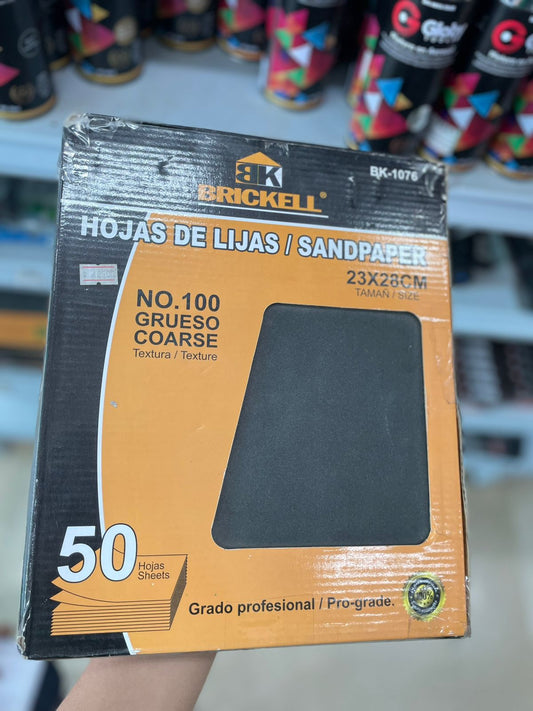 Global
BK
BK-1076
BRICKELL®
HOJAS DE LIJAS / SANDPAPER
23X28CM
TAMAÑ / SIZE
NO.100
GRUESO
COARSE
Textura / Texture
50
Hojas
Sheets
Grado profesional / Pro-grade.